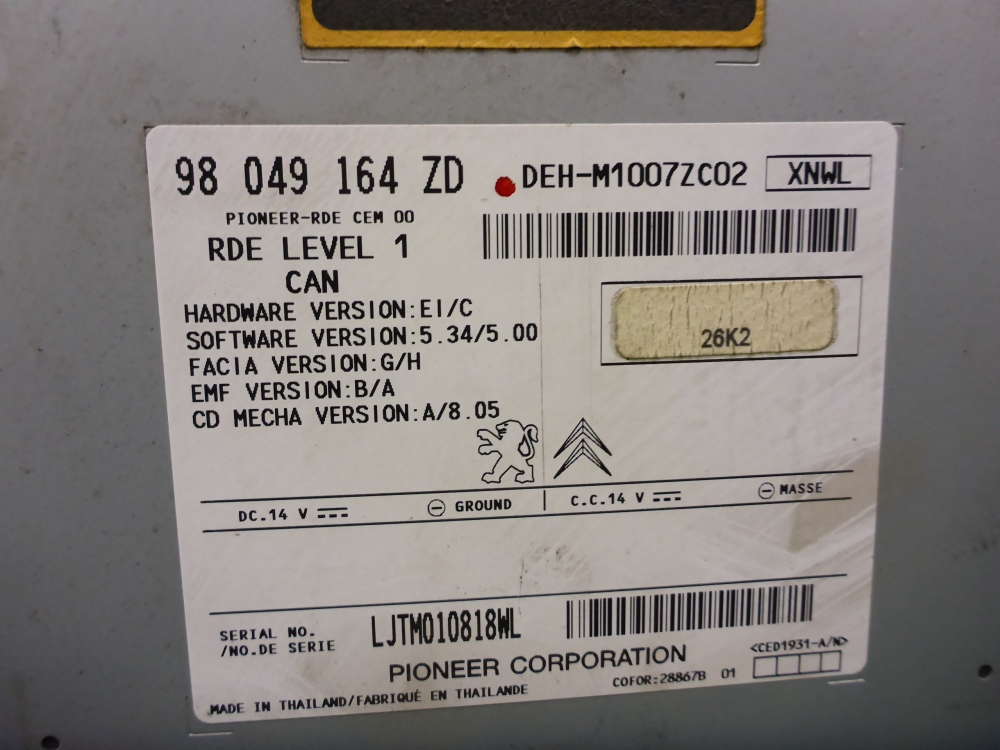 98 049 164 ZD DEH-M1007ZC02 XNWL
PIONEER-RDE CEM 00
RDE LEVEL 1
CAN
HARDWARE VERSION:EI/C
SOFTWARE VERSION:5.34/5.00
FACIA VERSION:G/H
EMF VERSION:B/A
CD MECHA VERSION:A/8.05
26K2
DC.14 V GROUND C.C.14 V MASSE
SERIAL NO.
/NO.DE SERIE
LJTM010818WL
PIONEER CORPORATION
<CED1931-A/N>
COFOR:28867B 01
MADE IN THAILAND/FABRIQUÉ EN THAILANDE